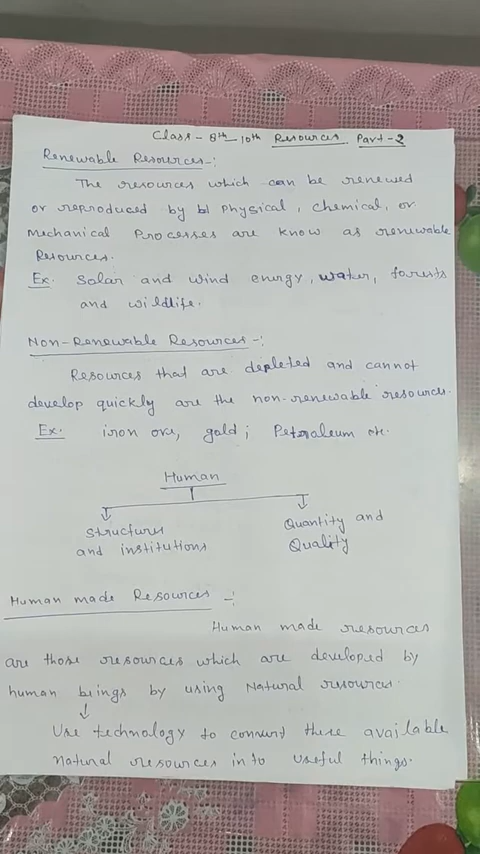 Class - 8th - 10th Resources Part - 2
Renewable Resources -:
The resources which can be renewed
or reproduced by Physical, chemical, or
Mechanical Processes are know as renewable
Resources.
Ex. Solar and wind energy, water, forests
and wildlife.
Non-Renewable Resources -:
Resources that are depleted and cannot
develop quickly are the non-renewable resources.
Ex. iron ore, gold; Petroleum etc.
Human
Structures
and institutions
Quantity and
Quality
Human made Resources -:
Human made resources
are those resources which are developed by
human beings by using Natural resources.
Use technology to convert these available
natural resources in to useful things.